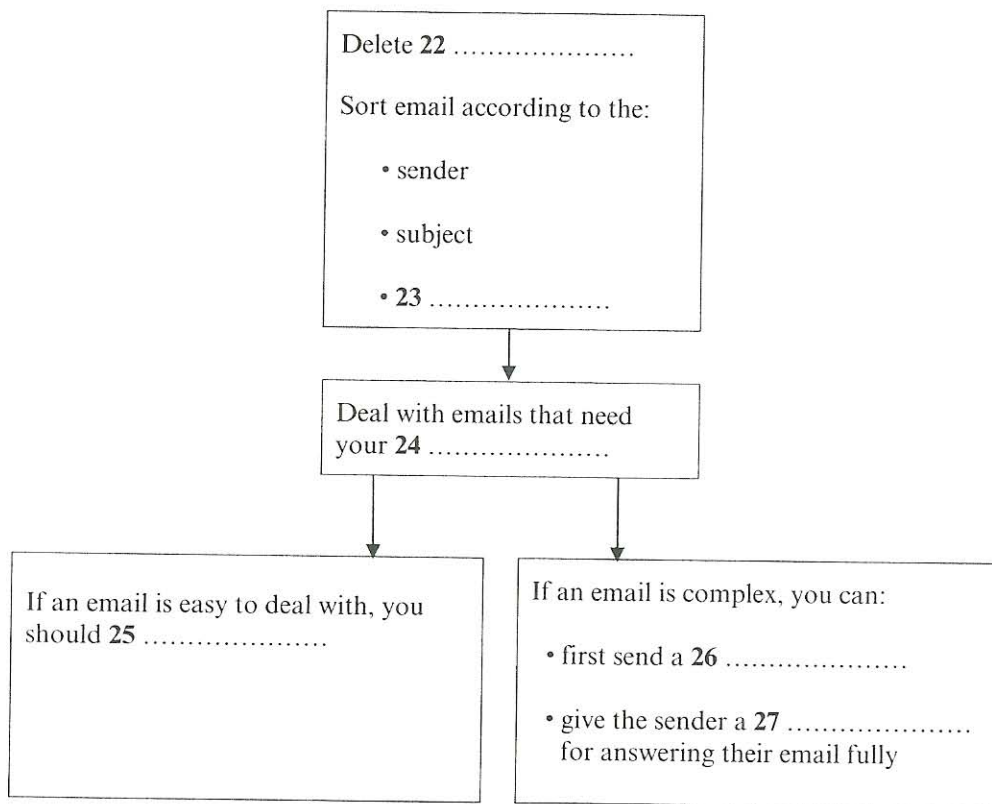 Delete 22 .....................
Sort email according to the:
• sender
• subject
• 23 .....................
Deal with emails that need
your 24 .....................
If an email is easy to deal with, you
should 25 .....................
If an email is complex, you can:
• first send a 26 .....................
• give the sender a 27 .....................
for answering their email fully